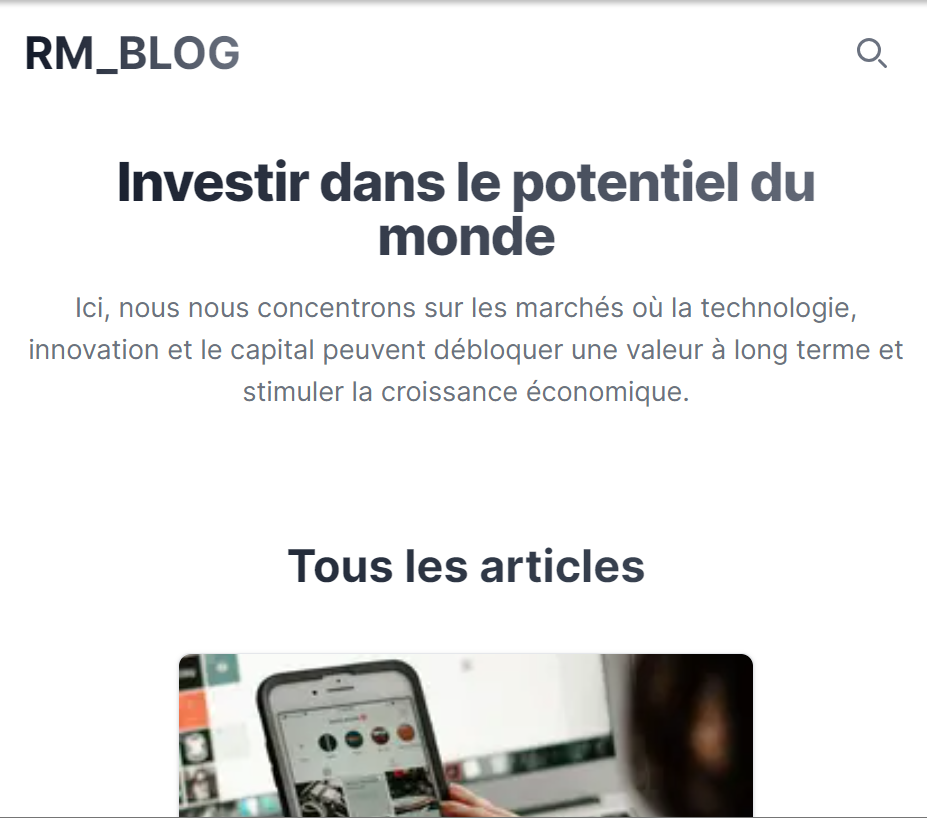 RM_BLOG
Investir dans le potentiel du
monde
Ici, nous nous concentrons sur les marchés où la technologie,
innovation et le capital peuvent débloquer une valeur à long terme et
stimuler la croissance économique.
Tous les articles